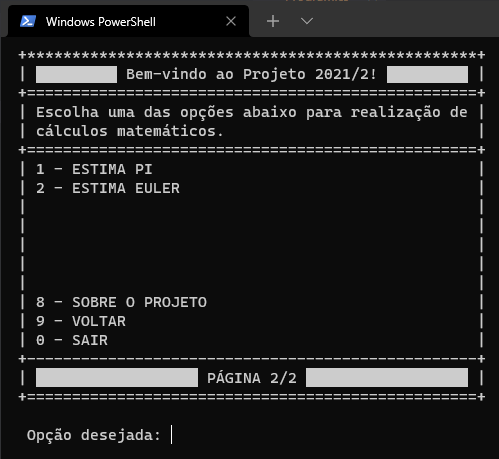 Windows PowerShell
+**************************************************+
| █████████ Bem-vindo ao Projeto 2021/2! █████████ |
+==================================================+
| Escolha uma das opções abaixo para realização de |
| cálculos matemáticos. |
+==================================================+
| 1 - ESTIMA PI |
| 2 - ESTIMA EULER |
| |
| |
| |
| |
| |
| 8 - SOBRE O PROJETO |
| 9 - VOLTAR |
| 0 - SAIR |
+--------------------------------------------------+
| ██████████████████ PÁGINA 2/2 ██████████████████ |
+==================================================+
Opção desejada: